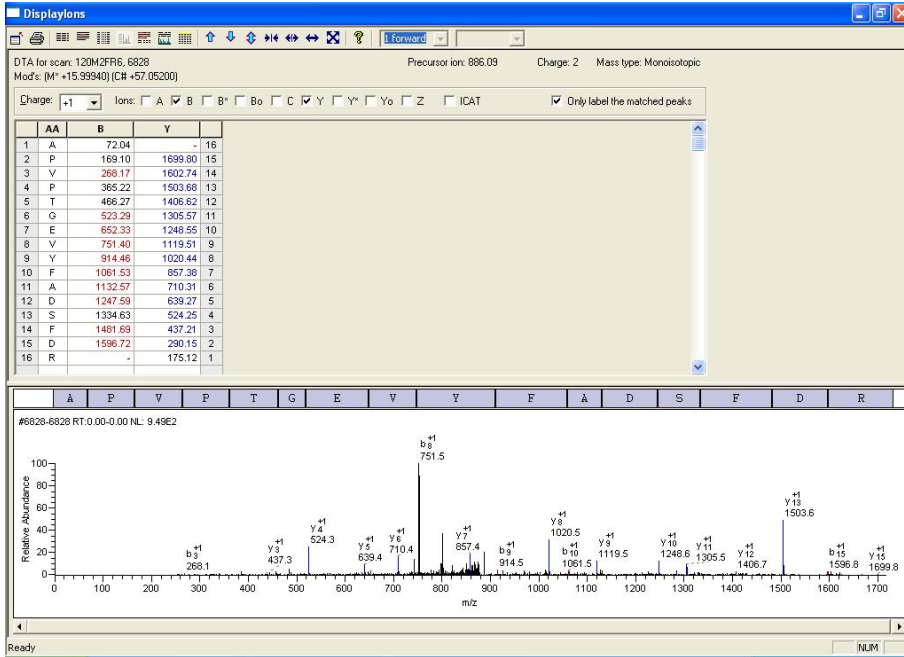 DisplayIons
1 forward
DTA for scan: 120M2FR6, 6828 Precursor ion: 886.09 Charge: 2 Mass type: Monoisotopic
Mod's: (M* +15.99940) (C# +57.05200)
Charge: +1 Ions: A B B* Bo C Y Y* Yo Z ICAT Only label the matched peaks
AA B Y
1 A 72.04 - 16
2 P 169.10 1699.80 15
3 V 268.17 1602.74 14
4 P 365.22 1503.68 13
5 T 466.27 1406.62 12
6 G 523.29 1305.57 11
7 E 652.33 1248.55 10
8 V 751.40 1119.51 9
9 Y 914.46 1020.44 8
10 F 1061.53 857.38 7
11 A 1132.57 710.31 6
12 D 1247.59 639.27 5
13 S 1334.63 524.25 4
14 F 1481.69 437.21 3
15 D 1596.72 290.15 2
16 R - 175.12 1
A P V P T G E V Y F A D S F D R
#6828-6828 RT:0.00-0.00 NL: 9.49E2
Relative Abundance
100
80
60
40
20
0
b3+1
268.1
y3+1
437.3
y4+1
524.3
y5+1
639.4
y6+1
710.4
b8+1
751.5
y7+1
857.4
b9+1
914.5
y8+1
1020.5
b10+1
1061.5
y9+1
1119.5
y10+1
1248.6
y11+1
1305.5
y12+1
1406.7
y13+1
1503.6
b15+1
1596.8
y15+1
1699.8
0 100 200 300 400 500 600 700 800 900 1000 1100 1200 1300 1400 1500 1600 1700
m/z
Ready NUM